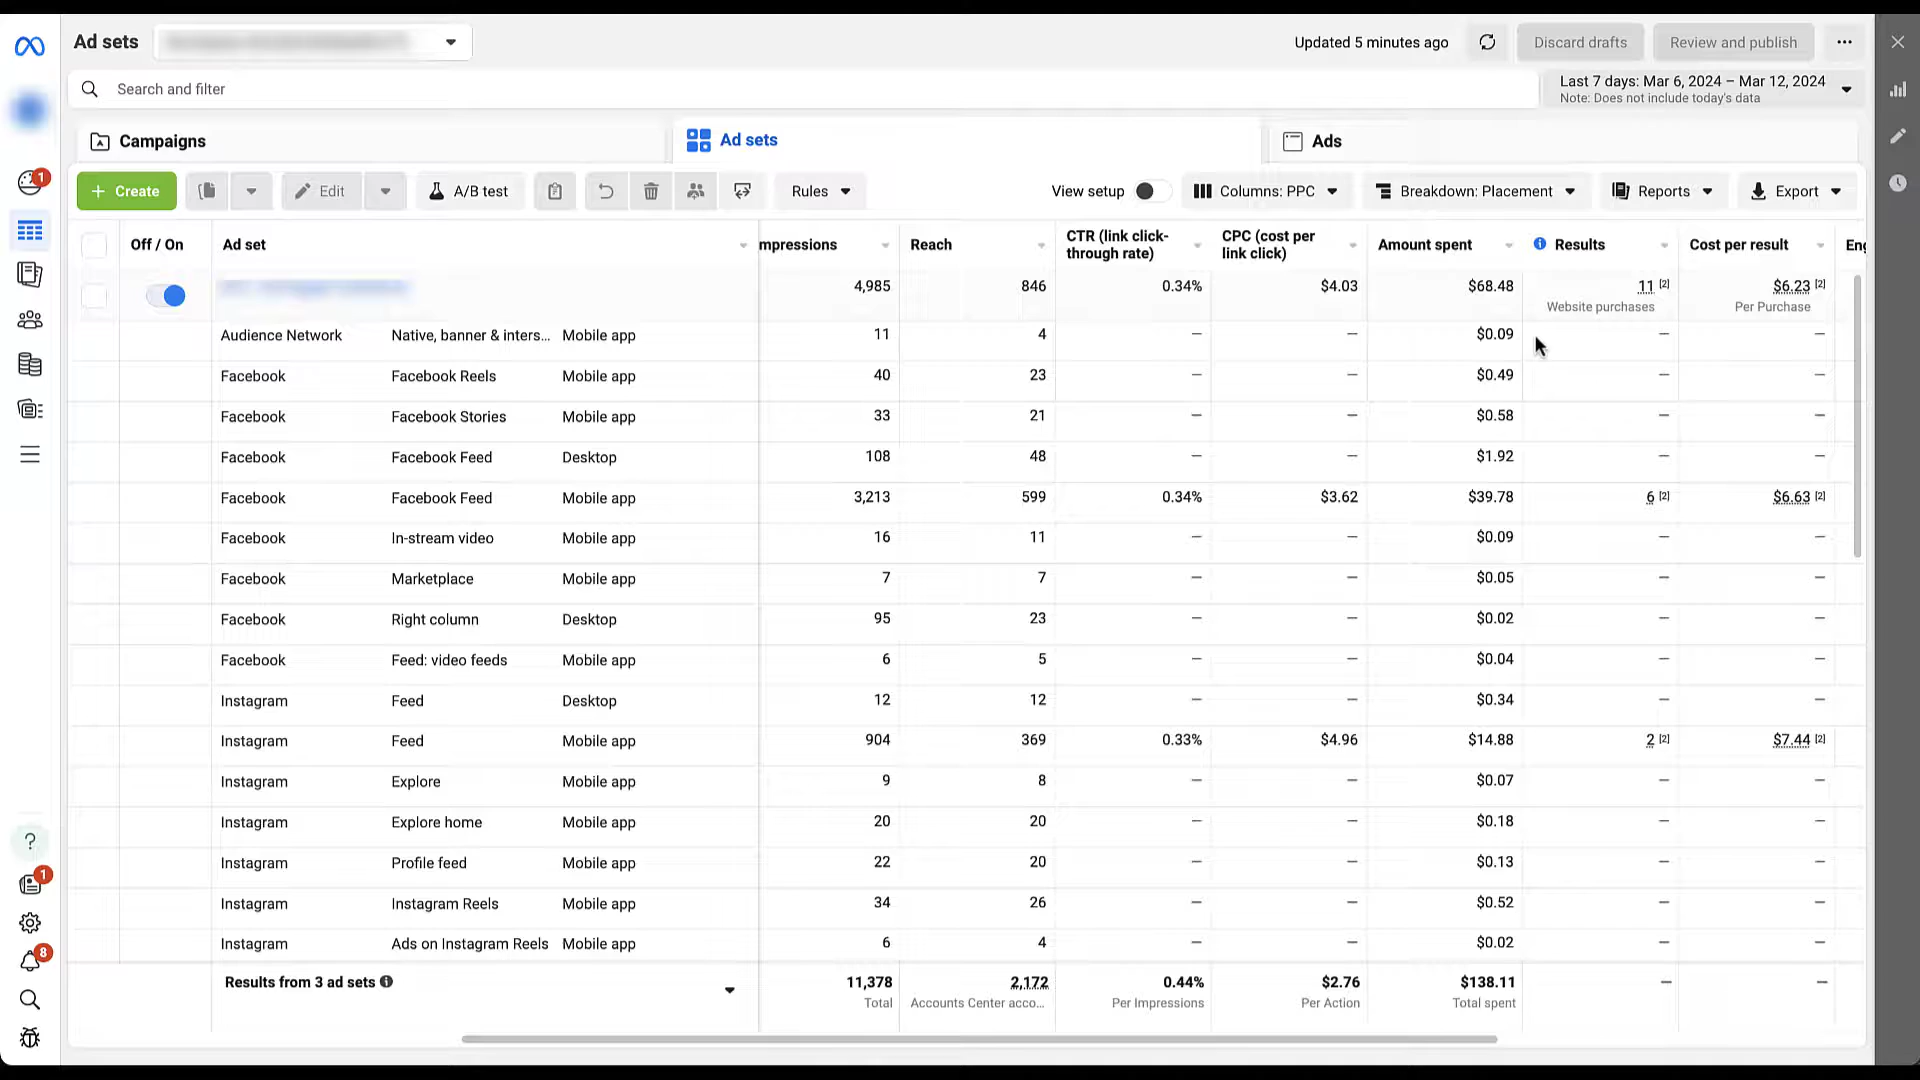 Ad sets
Updated 5 minutes ago
Discard drafts
Review and publish
Search and filter
Last 7 days: Mar 6, 2024 – Mar 12, 2024
Note: Does not include today's data
Campaigns
Ad sets
Ads
+ Create
Edit
A/B test
Rules
View setup
Columns: PPC
Breakdown: Placement
Reports
Export
1
Off / On Ad set mpressions Reach CTR (link click-through rate) CPC (cost per link click) Amount spent Results Cost per result Eng
4,985 846 0.34% $4.03 $68.48 11 [2] $6.23 [2]
Website purchases Per Purchase
Audience Network Native, banner & inters... Mobile app 11 4 — — $0.09 — —
Facebook Facebook Reels Mobile app 40 23 — — $0.49 — —
Facebook Facebook Stories Mobile app 33 21 — — $0.58 — —
Facebook Facebook Feed Desktop 108 48 — — $1.92 — —
Facebook Facebook Feed Mobile app 3,213 599 0.34% $3.62 $39.78 6 [2] $6.63 [2]
Facebook In-stream video Mobile app 16 11 — — $0.09 — —
Facebook Marketplace Mobile app 7 7 — — $0.05 — —
Facebook Right column Desktop 95 23 — — $0.02 — —
Facebook Feed: video feeds Mobile app 6 5 — — $0.04 — —
Instagram Feed Desktop 12 12 — — $0.34 — —
Instagram Feed Mobile app 904 369 0.33% $4.96 $14.88 2 [2] $7.44 [2]
Instagram Explore Mobile app 9 8 — — $0.07 — —
Instagram Explore home Mobile app 20 20 — — $0.18 — —
Instagram Profile feed Mobile app 22 20 — — $0.13 — —
Instagram Instagram Reels Mobile app 34 26 — — $0.52 — —
Instagram Ads on Instagram Reels Mobile app 6 4 — — $0.02 — —
Results from 3 ad sets 11,378 2,172 0.44% $2.76 $138.11 — —
Total Accounts Center acco... Per Impressions Per Action Total spent
?
1
8